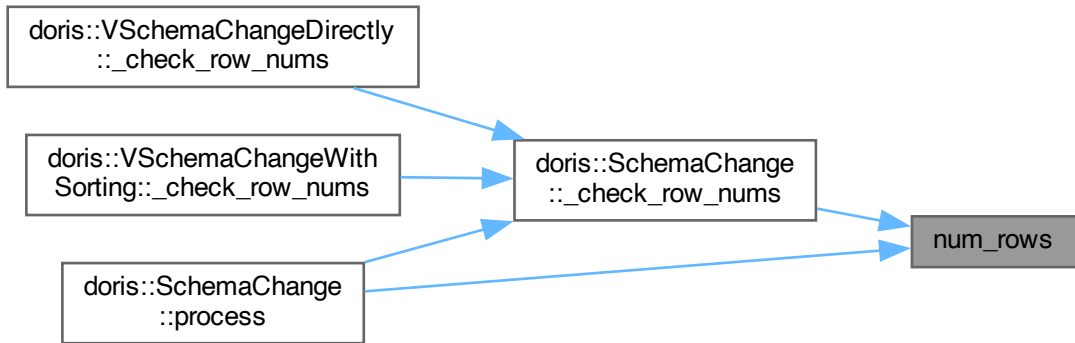 doris::VSchemaChangeDirectly
::_check_row_nums
doris::VSchemaChangeWith
Sorting::_check_row_nums
doris::SchemaChange
::_check_row_nums
num_rows
doris::SchemaChange
::process